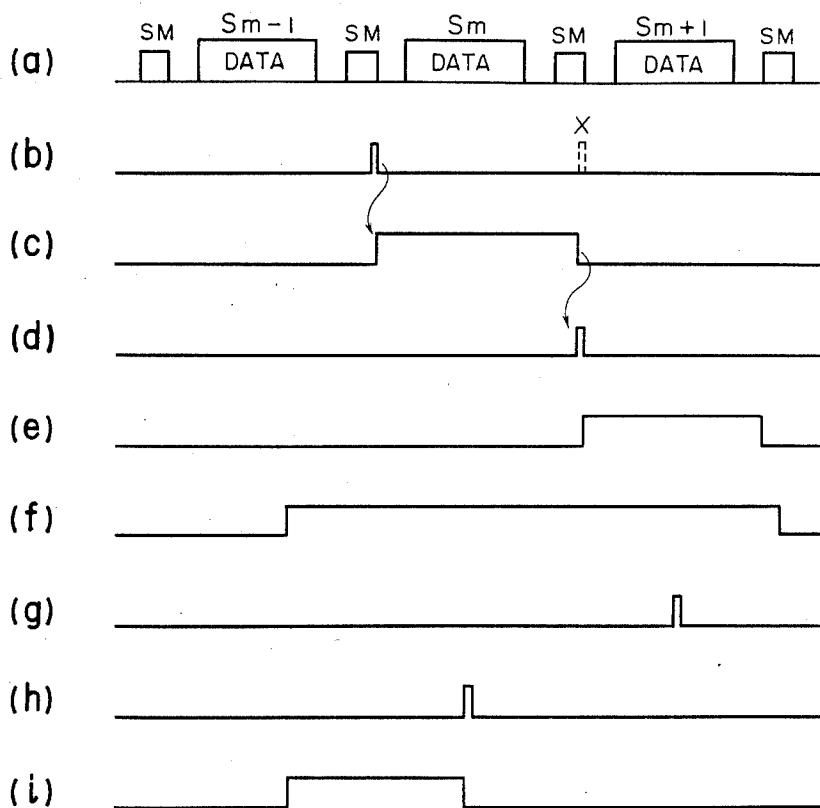 Sm-1 Sm Sm+1
SM SM SM SM
(a) DATA DATA DATA
X
(b)
(c)
(d)
(e)
(f)
(g)
(h)
(i)